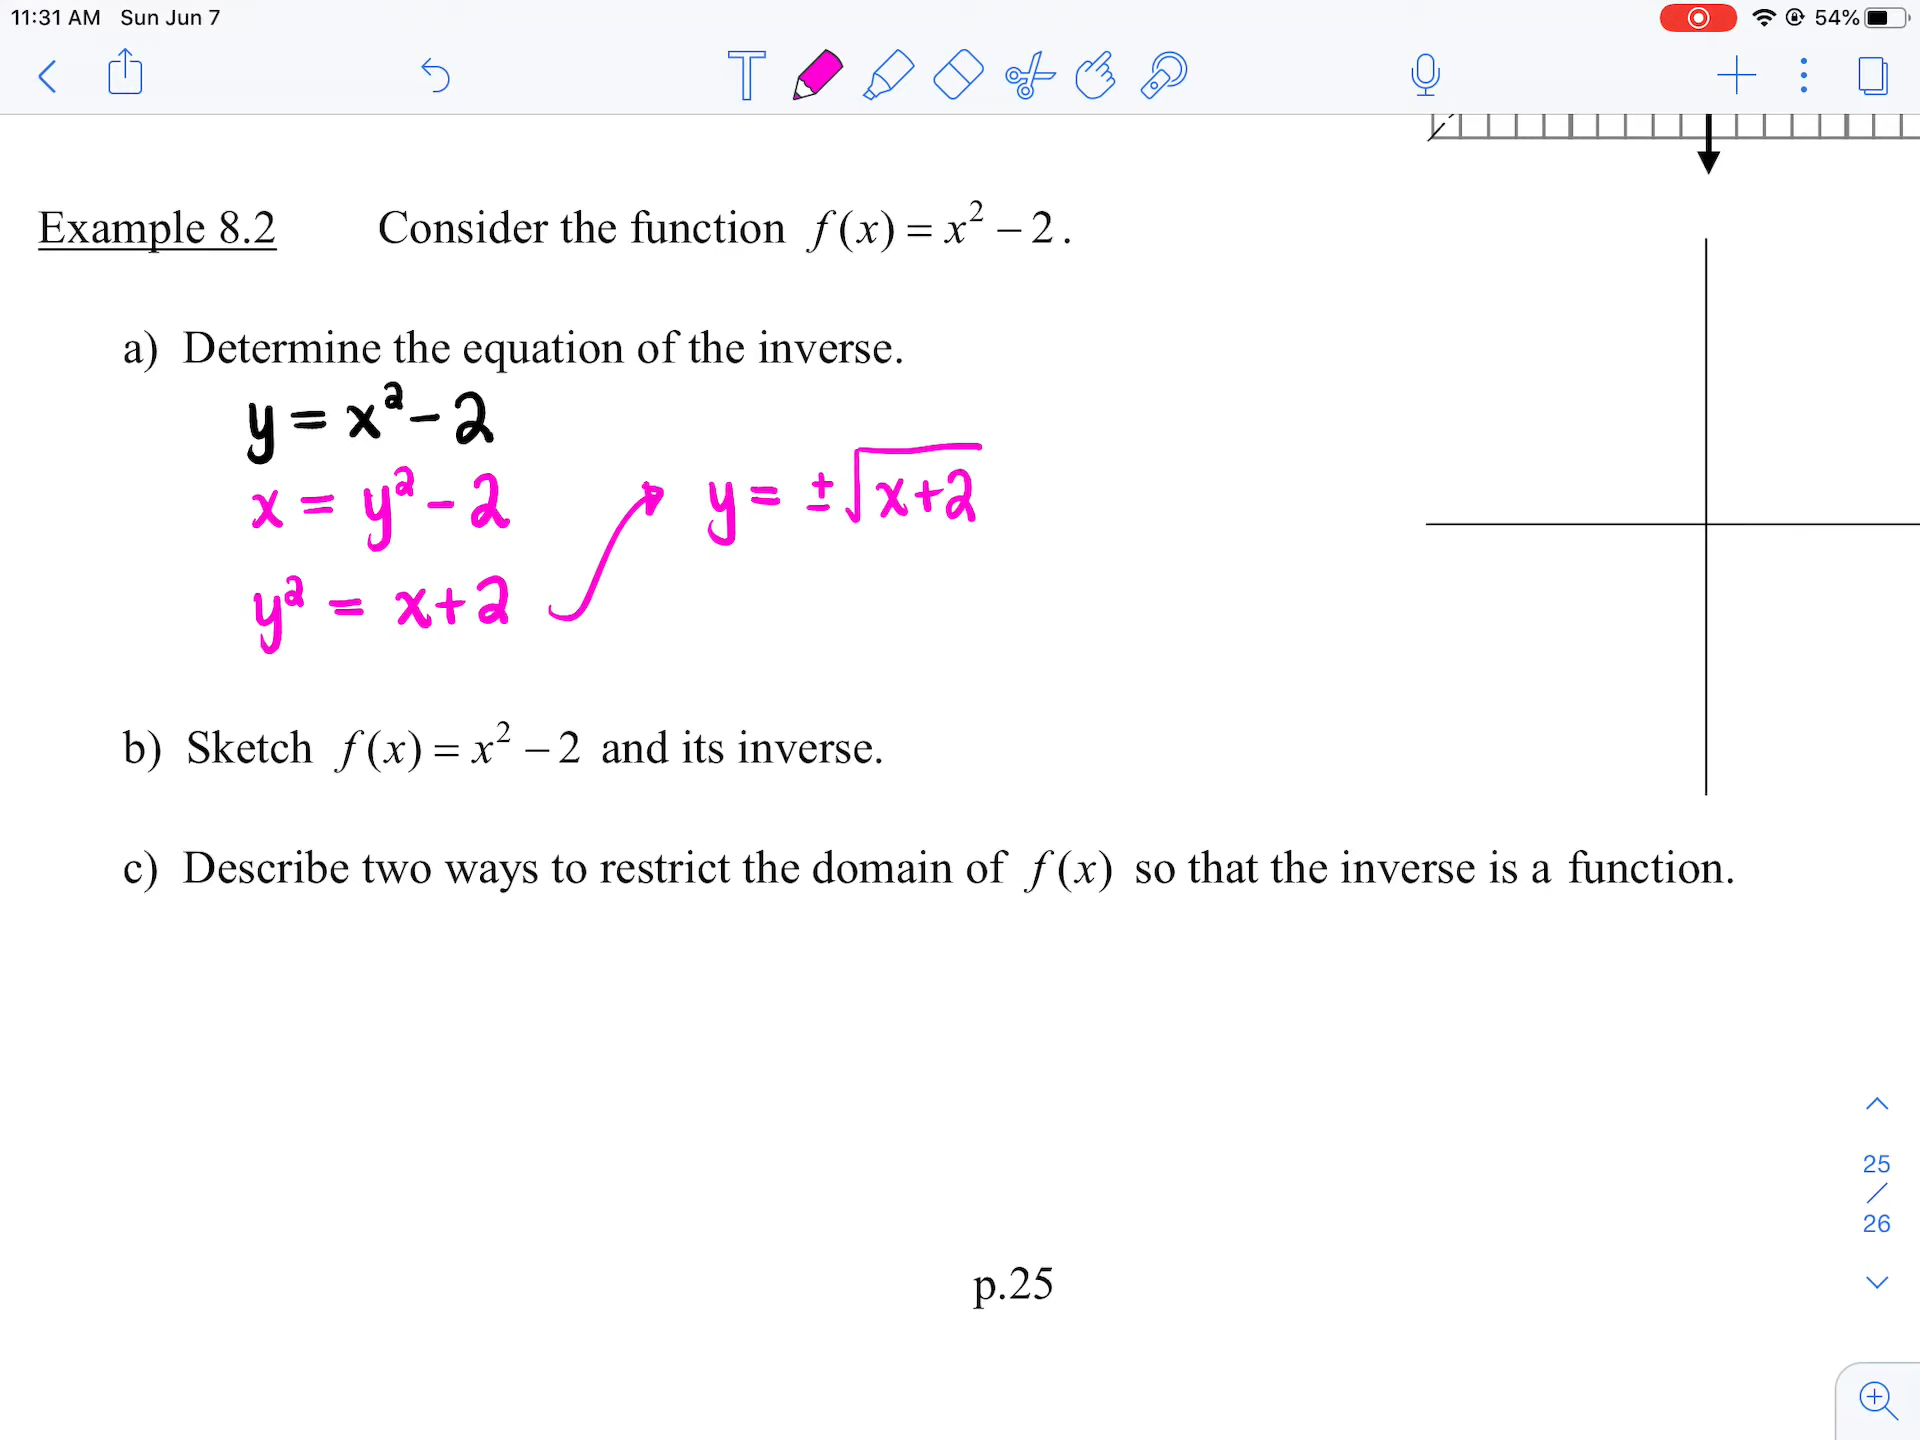 11:31 AM Sun Jun 7 54%
T
Example 8.2 Consider the function f(x) = x² − 2.
a) Determine the equation of the inverse.
y = x² − 2
x = y² − 2
y = ±√(x+2)
y² = x+2
b) Sketch f(x) = x² − 2 and its inverse.
c) Describe two ways to restrict the domain of f(x) so that the inverse is a function.
25
/
26
p.25